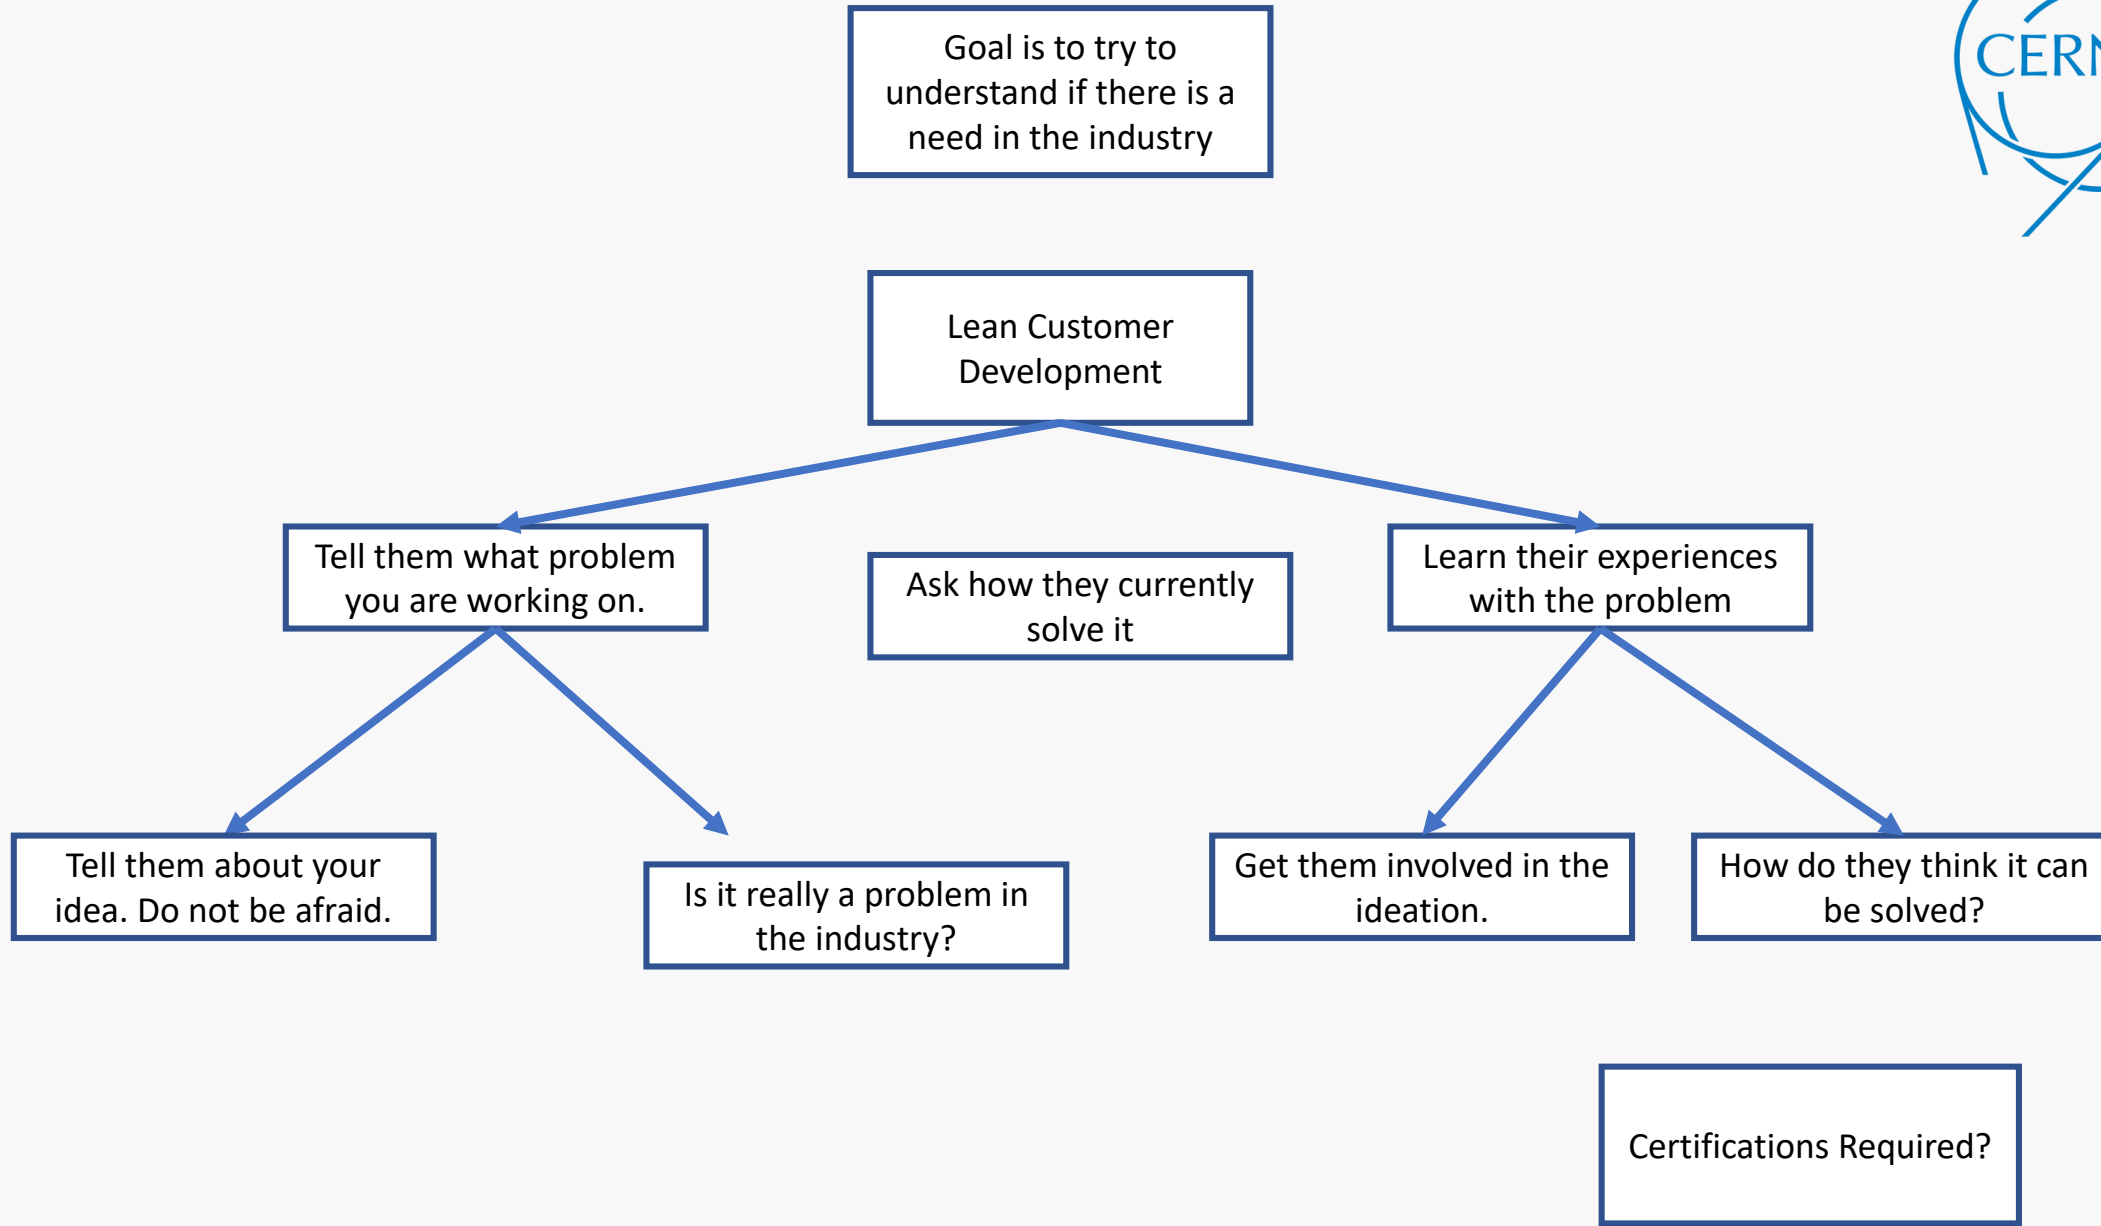 Goal is to try to
understand if there is a
need in the industry
CERN
Lean Customer
Development
Tell them what problem
you are working on.
Ask how they currently
solve it
Learn their experiences
with the problem
Tell them about your
idea. Do not be afraid.
Is it really a problem in
the industry?
Get them involved in the
ideation.
How do they think it can
be solved?
Certifications Required?